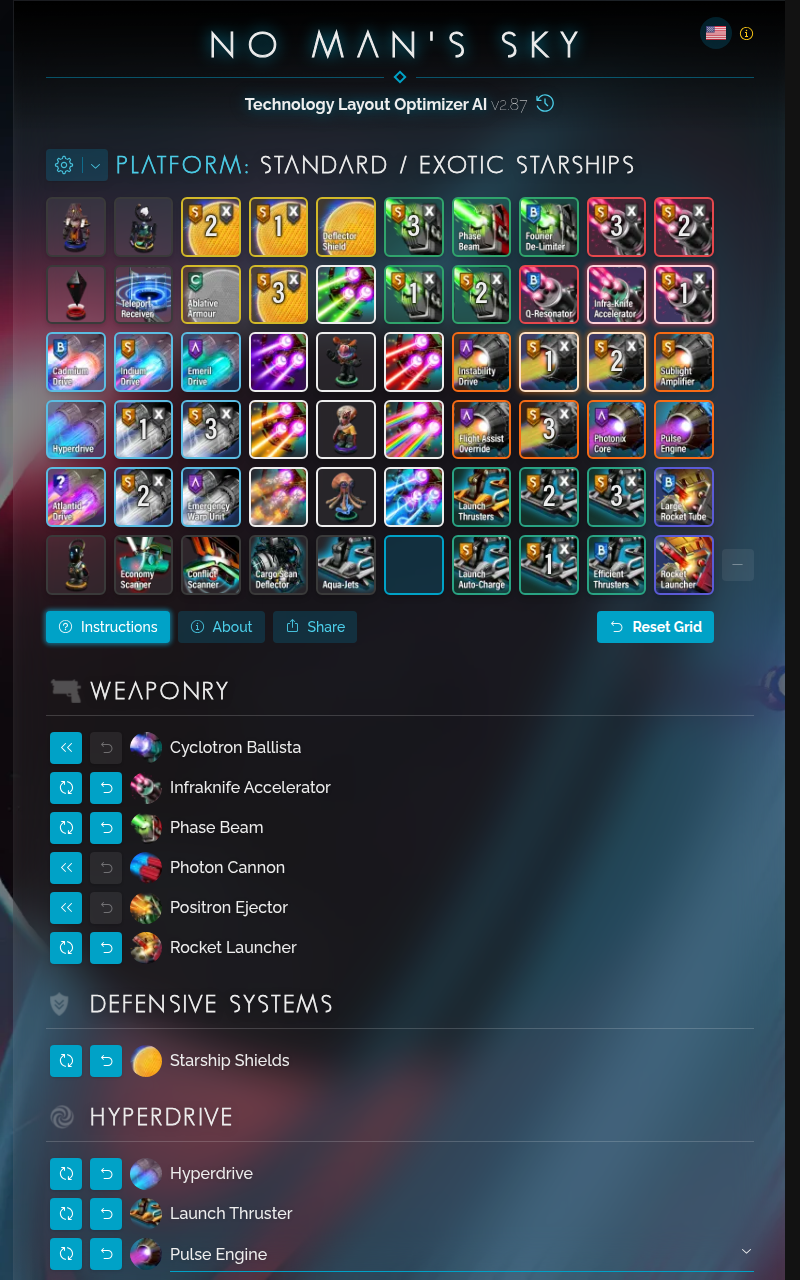 NO MAN'S SKY
Technology Layout Optimizer AI v2.87
PLATFORM: STANDARD / EXOTIC STARSHIPS
S 2 X S 1 X Deflector Shield S 3 X Phase Beam B Fourier De-Limiter S 3 X S 2 X
Teleport Receiver C Ablative Armour S 3 X S 1 X S 2 X B Q-Resonator Infra-Knife Accelerator S 1 X
B Cadmium Drive S Indium Drive A Emeril Drive A Instability Drive S 1 X S 2 X S Sublight Amplifier
Hyperdrive S 1 X S 3 X A Flight Assist Override S 3 X A Photonix Core Pulse Engine
? Atlantid Drive S 2 X A Emergency Warp Unit Launch Thrusters S 2 X S 3 X B Large Rocket Tube
Economy Scanner Conflict Scanner Cargo Scan Deflector Aqua-Jets S Launch Auto-Charge S 1 X B Efficient Thrusters Rocket Launcher
Instructions About Share Reset Grid
WEAPONRY
Cyclotron Ballista
Infraknife Accelerator
Phase Beam
Photon Cannon
Positron Ejector
Rocket Launcher
DEFENSIVE SYSTEMS
Starship Shields
HYPERDRIVE
Hyperdrive
Launch Thruster
Pulse Engine